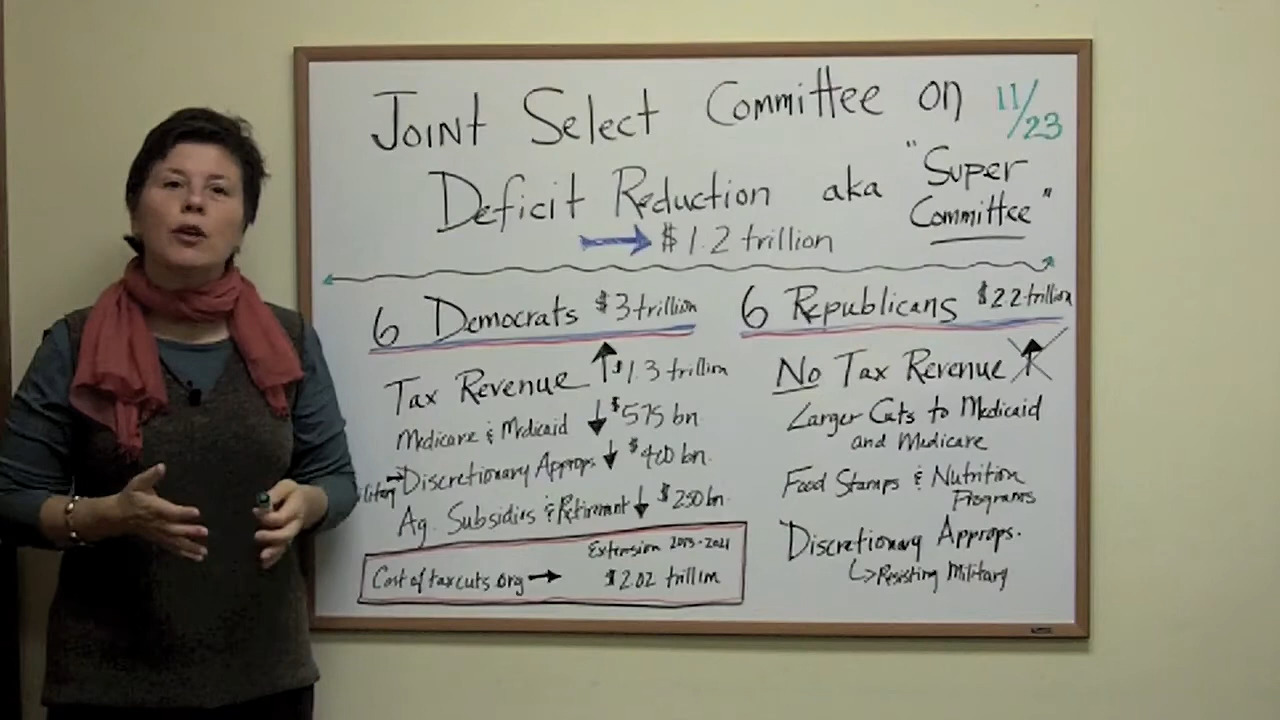 Joint Select Committee on 11/23
Deficit Reduction aka "Super
Committee"
$1.2 trillion
6 Democrats $3 trillion
Tax Revenue $1.3 trillion
Medicare & Medicaid $575 bn.
Discretionary Approps $400 bn.
Ag. Subsidies & Retirement $250 bn.
Extension 2013-2021
Cost of taxcuts.org $2.02 trillion
6 Republicans $2.2 trillion
No Tax Revenue
Larger Cuts to Medicaid
and Medicare
Food Stamps & Nutrition
Programs
Discretionary Approps.
Resisting Military